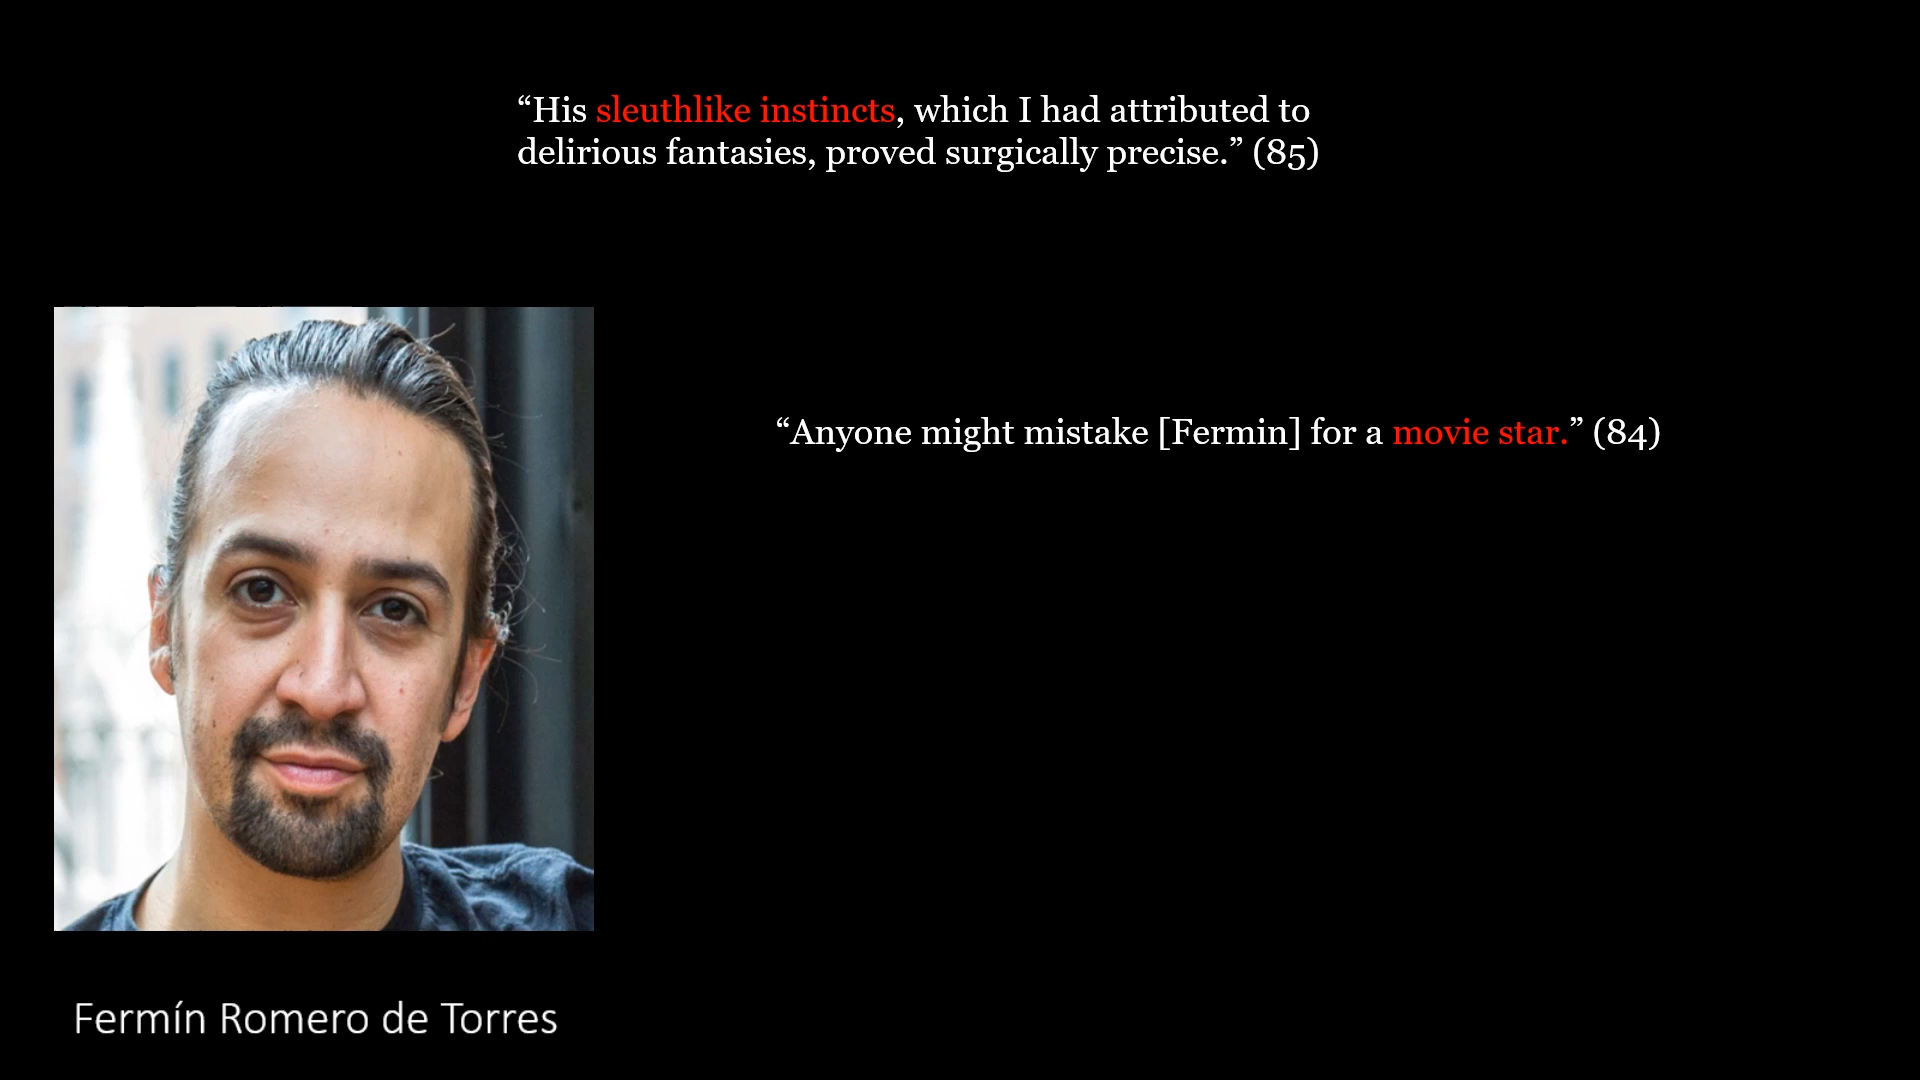 “His sleuthlike instincts, which I had attributed to
delirious fantasies, proved surgically precise.” (85)
“Anyone might mistake [Fermin] for a movie star.” (84)
Fermín Romero de Torres